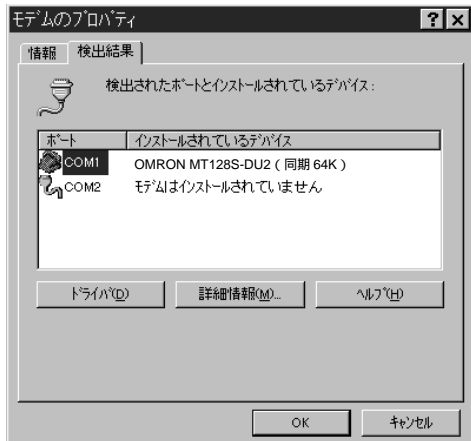 ﾓﾃﾞﾑのﾌﾟﾛﾊﾟﾃｨ
情報 検出結果
検出されたﾎﾟｰﾄとｲﾝｽﾄｰﾙされているﾃﾞﾊﾞｲｽ:
ﾎﾟｰﾄ ｲﾝｽﾄｰﾙされているﾃﾞﾊﾞｲｽ
COM1 OMRON MT128S-DU2（同期 64K）
COM2 ﾓﾃﾞﾑはｲﾝｽﾄｰﾙされていません
ﾄﾞﾗｲﾊﾞ(D) 詳細情報(M)... ﾍﾙﾌﾟ(H)
OK ｷｬﾝｾﾙ